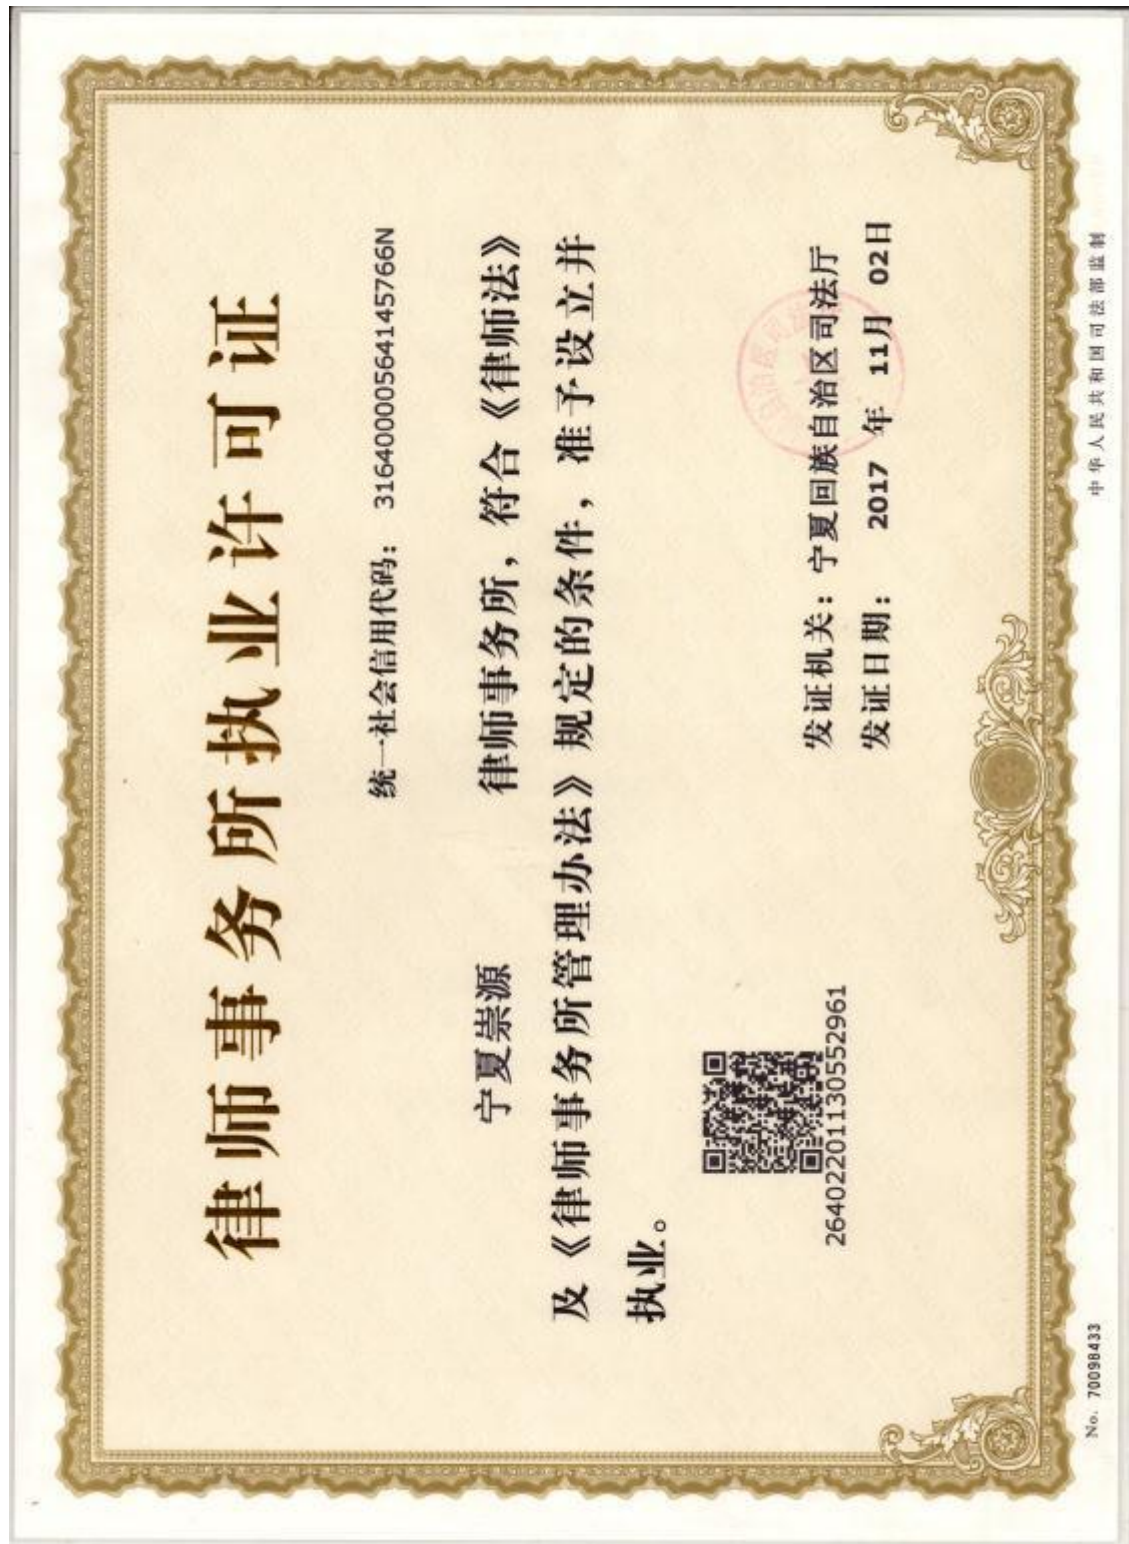 律师事务所执业许可证
统一社会信用代码: 31640000564145766N
宁夏崇源 律师事务所，符合《律师法》
及《律师事务所管理办法》规定的条件，准予设立并
执业。
发证机关：宁夏回族自治区司法厅
发证日期： 2017 年 11月 02日
26402201130552961
No. 70098433
中华人民共和国司法部监制